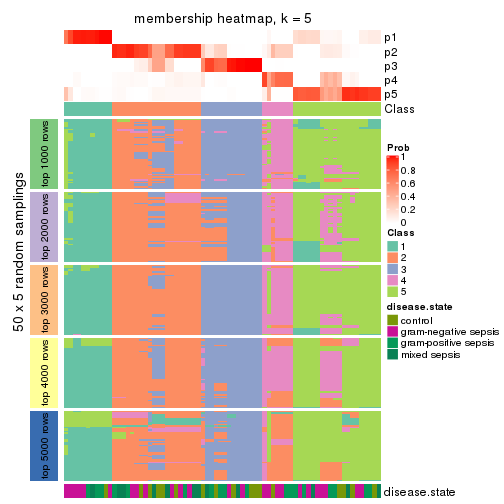 membership heatmap, k = 5
p1
p2
p3
p4
p5
Class
50 x 5 random samplings
top 1000 rows
top 2000 rows
top 3000 rows
top 4000 rows
top 5000 rows
disease.state
Prob
1
0.8
0.6
0.4
0.2
0
Class
1
2
3
4
5
disease.state
control
gram-negative sepsis
gram-positive sepsis
mixed sepsis